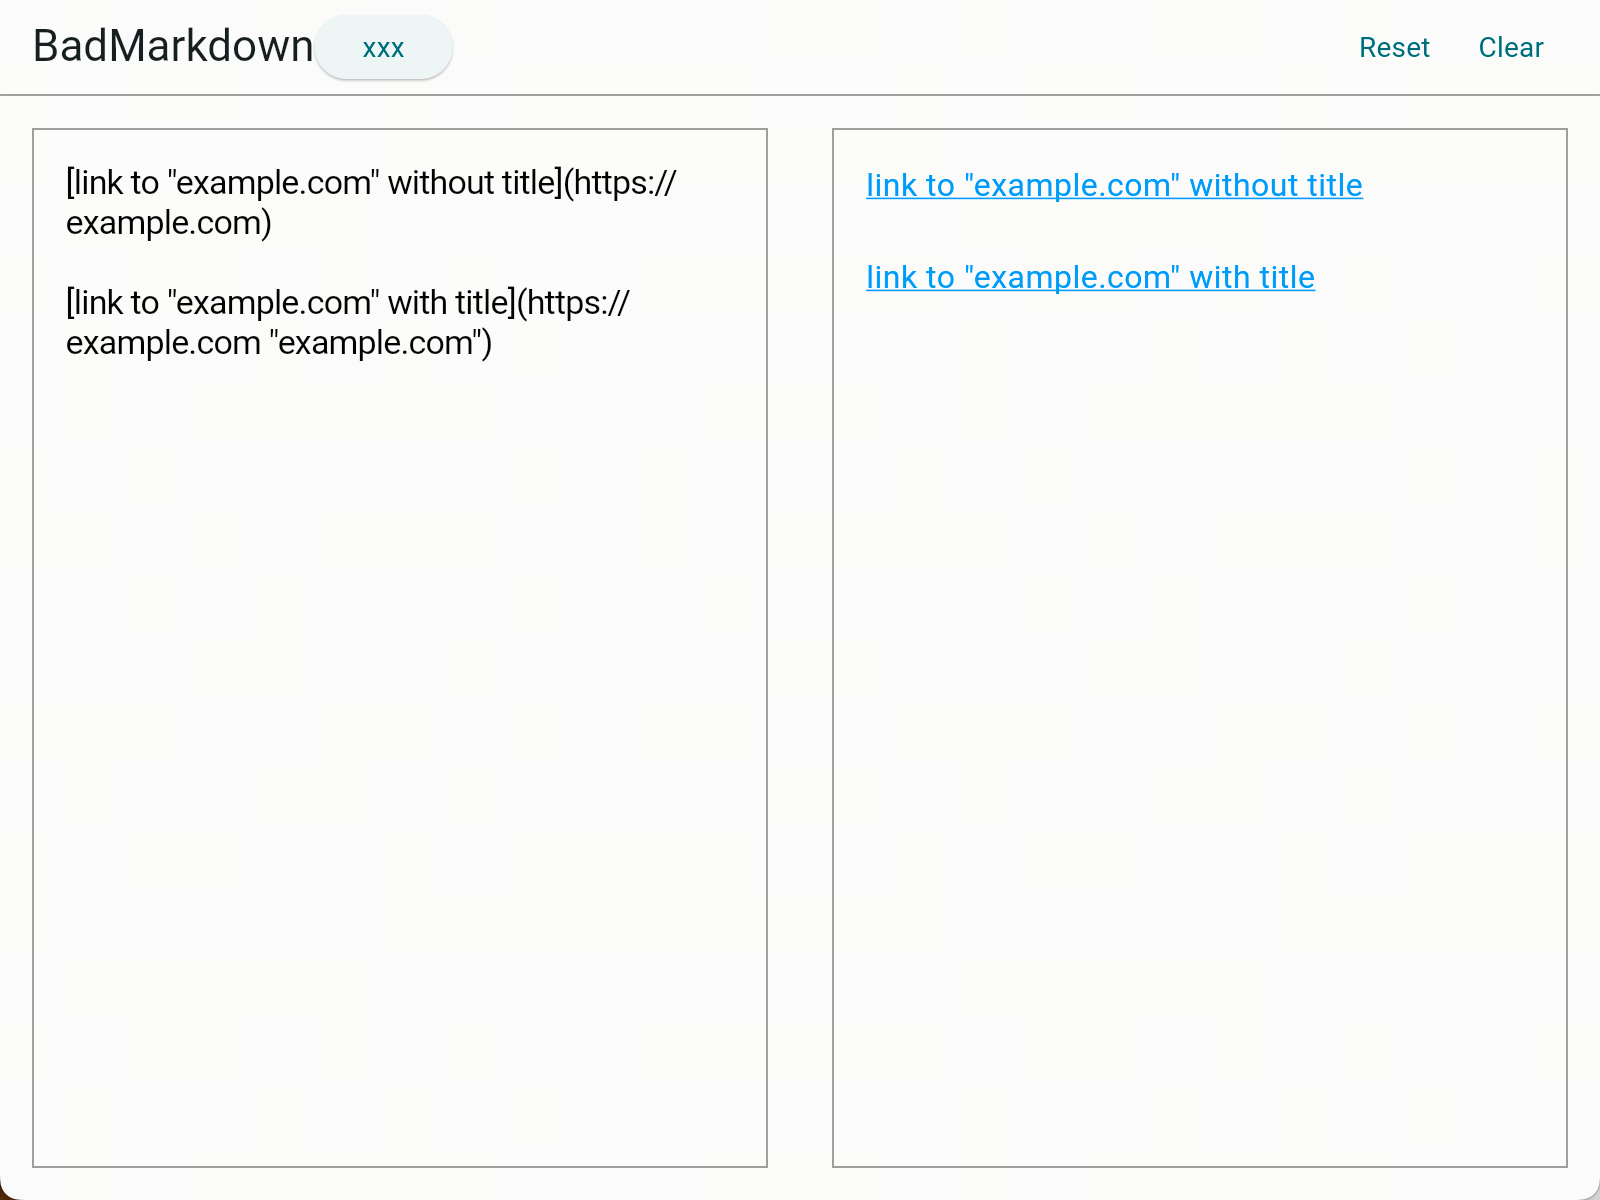 BadMarkdown xxx Reset Clear
[link to "example.com" without title](https://
example.com)
[link to "example.com" with title](https://
example.com "example.com")
link to "example.com" without title
link to "example.com" with title